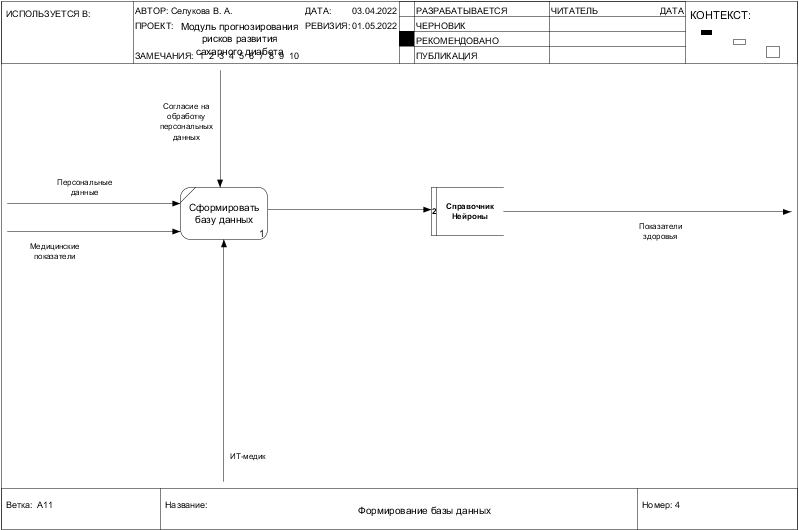 ИСПОЛЬЗУЕТСЯ В:
АВТОР: Селукова В. А.
ДАТА: 03.04.2022
ПРОЕКТ: Модуль прогнозирования
рисков развития
сахарного диабета
РЕВИЗИЯ: 01.05.2022
ЗАМЕЧАНИЯ: 1 2 3 4 5 6 7 8 9 10
РАЗРАБАТЫВАЕТСЯ
ЧЕРНОВИК
РЕКОМЕНДОВАНО
ПУБЛИКАЦИЯ
ЧИТАТЕЛЬ ДАТА
КОНТЕКСТ:
Согласие на
обработку
персональных
данных
Персональные
данные
Медицинские
показатели
Сформировать
базу данных
1
2
Справочник
Нейроны
Показатели
здоровья
ИТ-медик
Ветка: A11
Название:
Формирование базы данных
Номер: 4